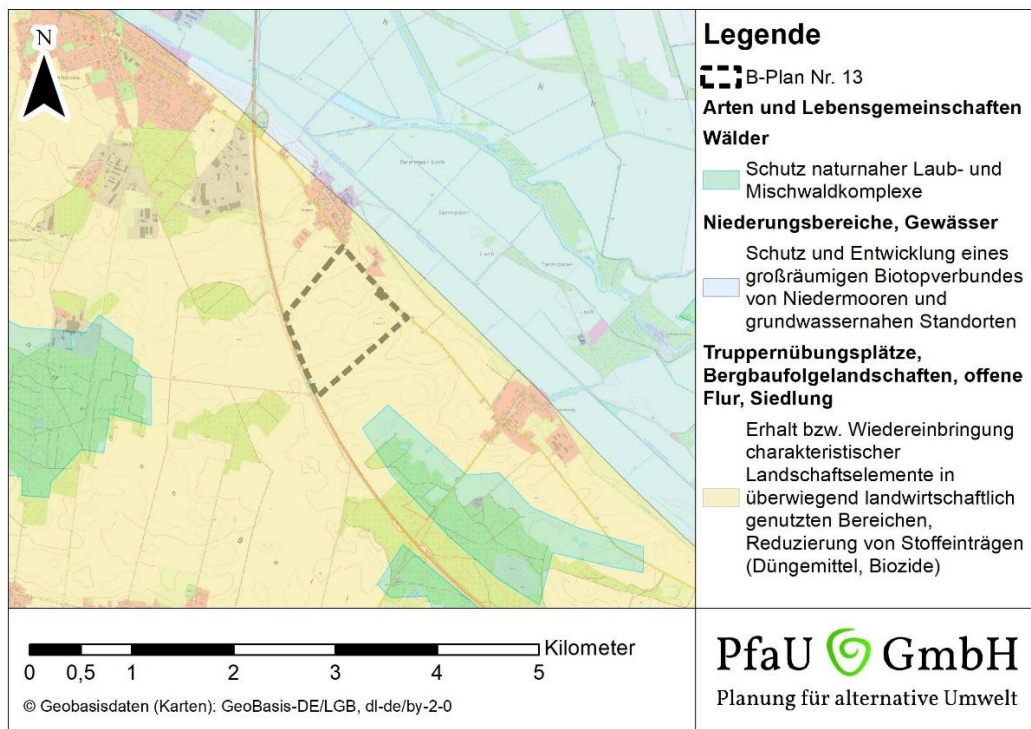 N
Legende
B-Plan Nr. 13
Arten und Lebensgemeinschaften
Wälder
Schutz naturnaher Laub- und
Mischwaldkomplexe
Niederungsbereiche, Gewässer
Schutz und Entwicklung eines
großräumigen Biotopverbundes
von Niedermooren und
grundwassernahen Standorten
Truppernübungsplätze,
Bergbaufolgelandschaften, offene
Flur, Siedlung
Erhalt bzw. Wiedereinbringung
charakteristischer
Landschaftselemente in
überwiegend landwirtschaftlich
genutzten Bereichen,
Reduzierung von Stoffeinträgen
(Düngemittel, Biozide)
Kilometer
0 0,5 1 2 3 4 5
© Geobasisdaten (Karten): GeoBasis-DE/LGB, dl-de/by-2-0
PfaU GmbH
Planung für alternative Umwelt